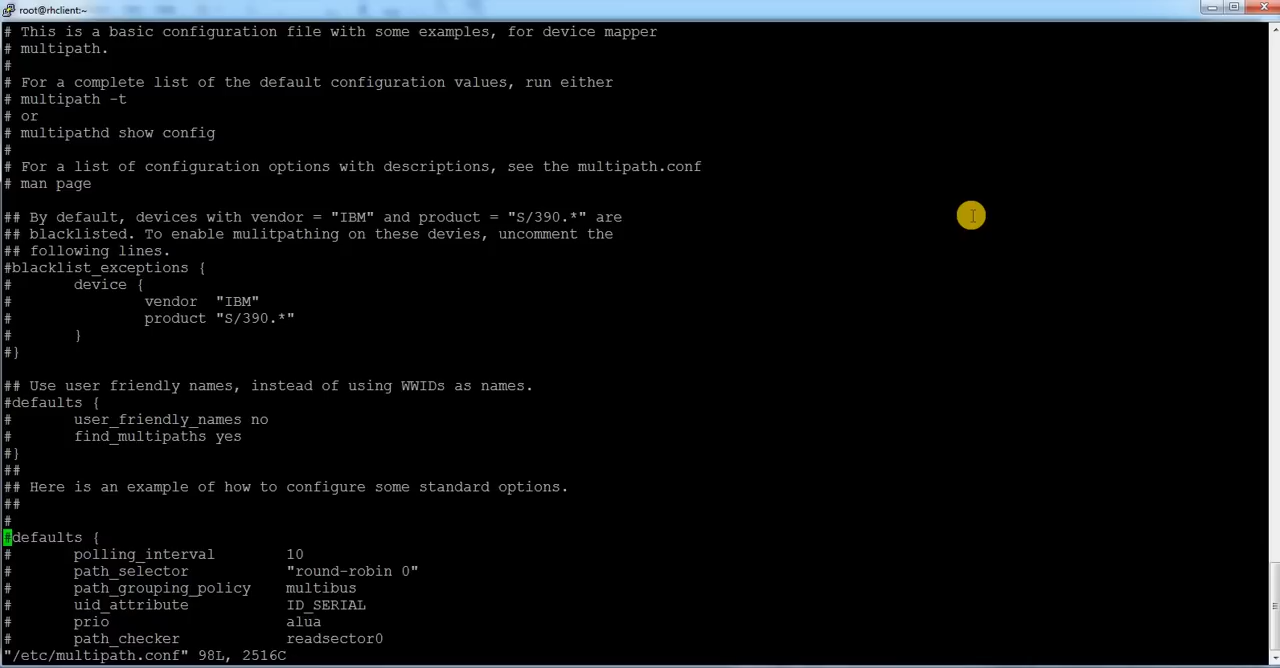 root@rhclient:~
# This is a basic configuration file with some examples, for device mapper
# multipath.
#
# For a complete list of the default configuration values, run either
# multipath -t
# or
# multipathd show config
#
# For a list of configuration options with descriptions, see the multipath.conf
# man page
## By default, devices with vendor = "IBM" and product = "S/390.*" are
## blacklisted. To enable mulitpathing on these devies, uncomment the
## following lines.
#blacklist_exceptions {
#       device {
#               vendor  "IBM"
#               product "S/390.*"
#       }
#}
## Use user friendly names, instead of using WWIDs as names.
#defaults {
#       user_friendly_names no
#       find_multipaths yes
#}
##
## Here is an example of how to configure some standard options.
##
#
#defaults {
#       polling_interval        10
#       path_selector           "round-robin 0"
#       path_grouping_policy    multibus
#       uid_attribute           ID_SERIAL
#       prio                    alua
#       path_checker            readsector0
"/etc/multipath.conf" 98L, 2516C